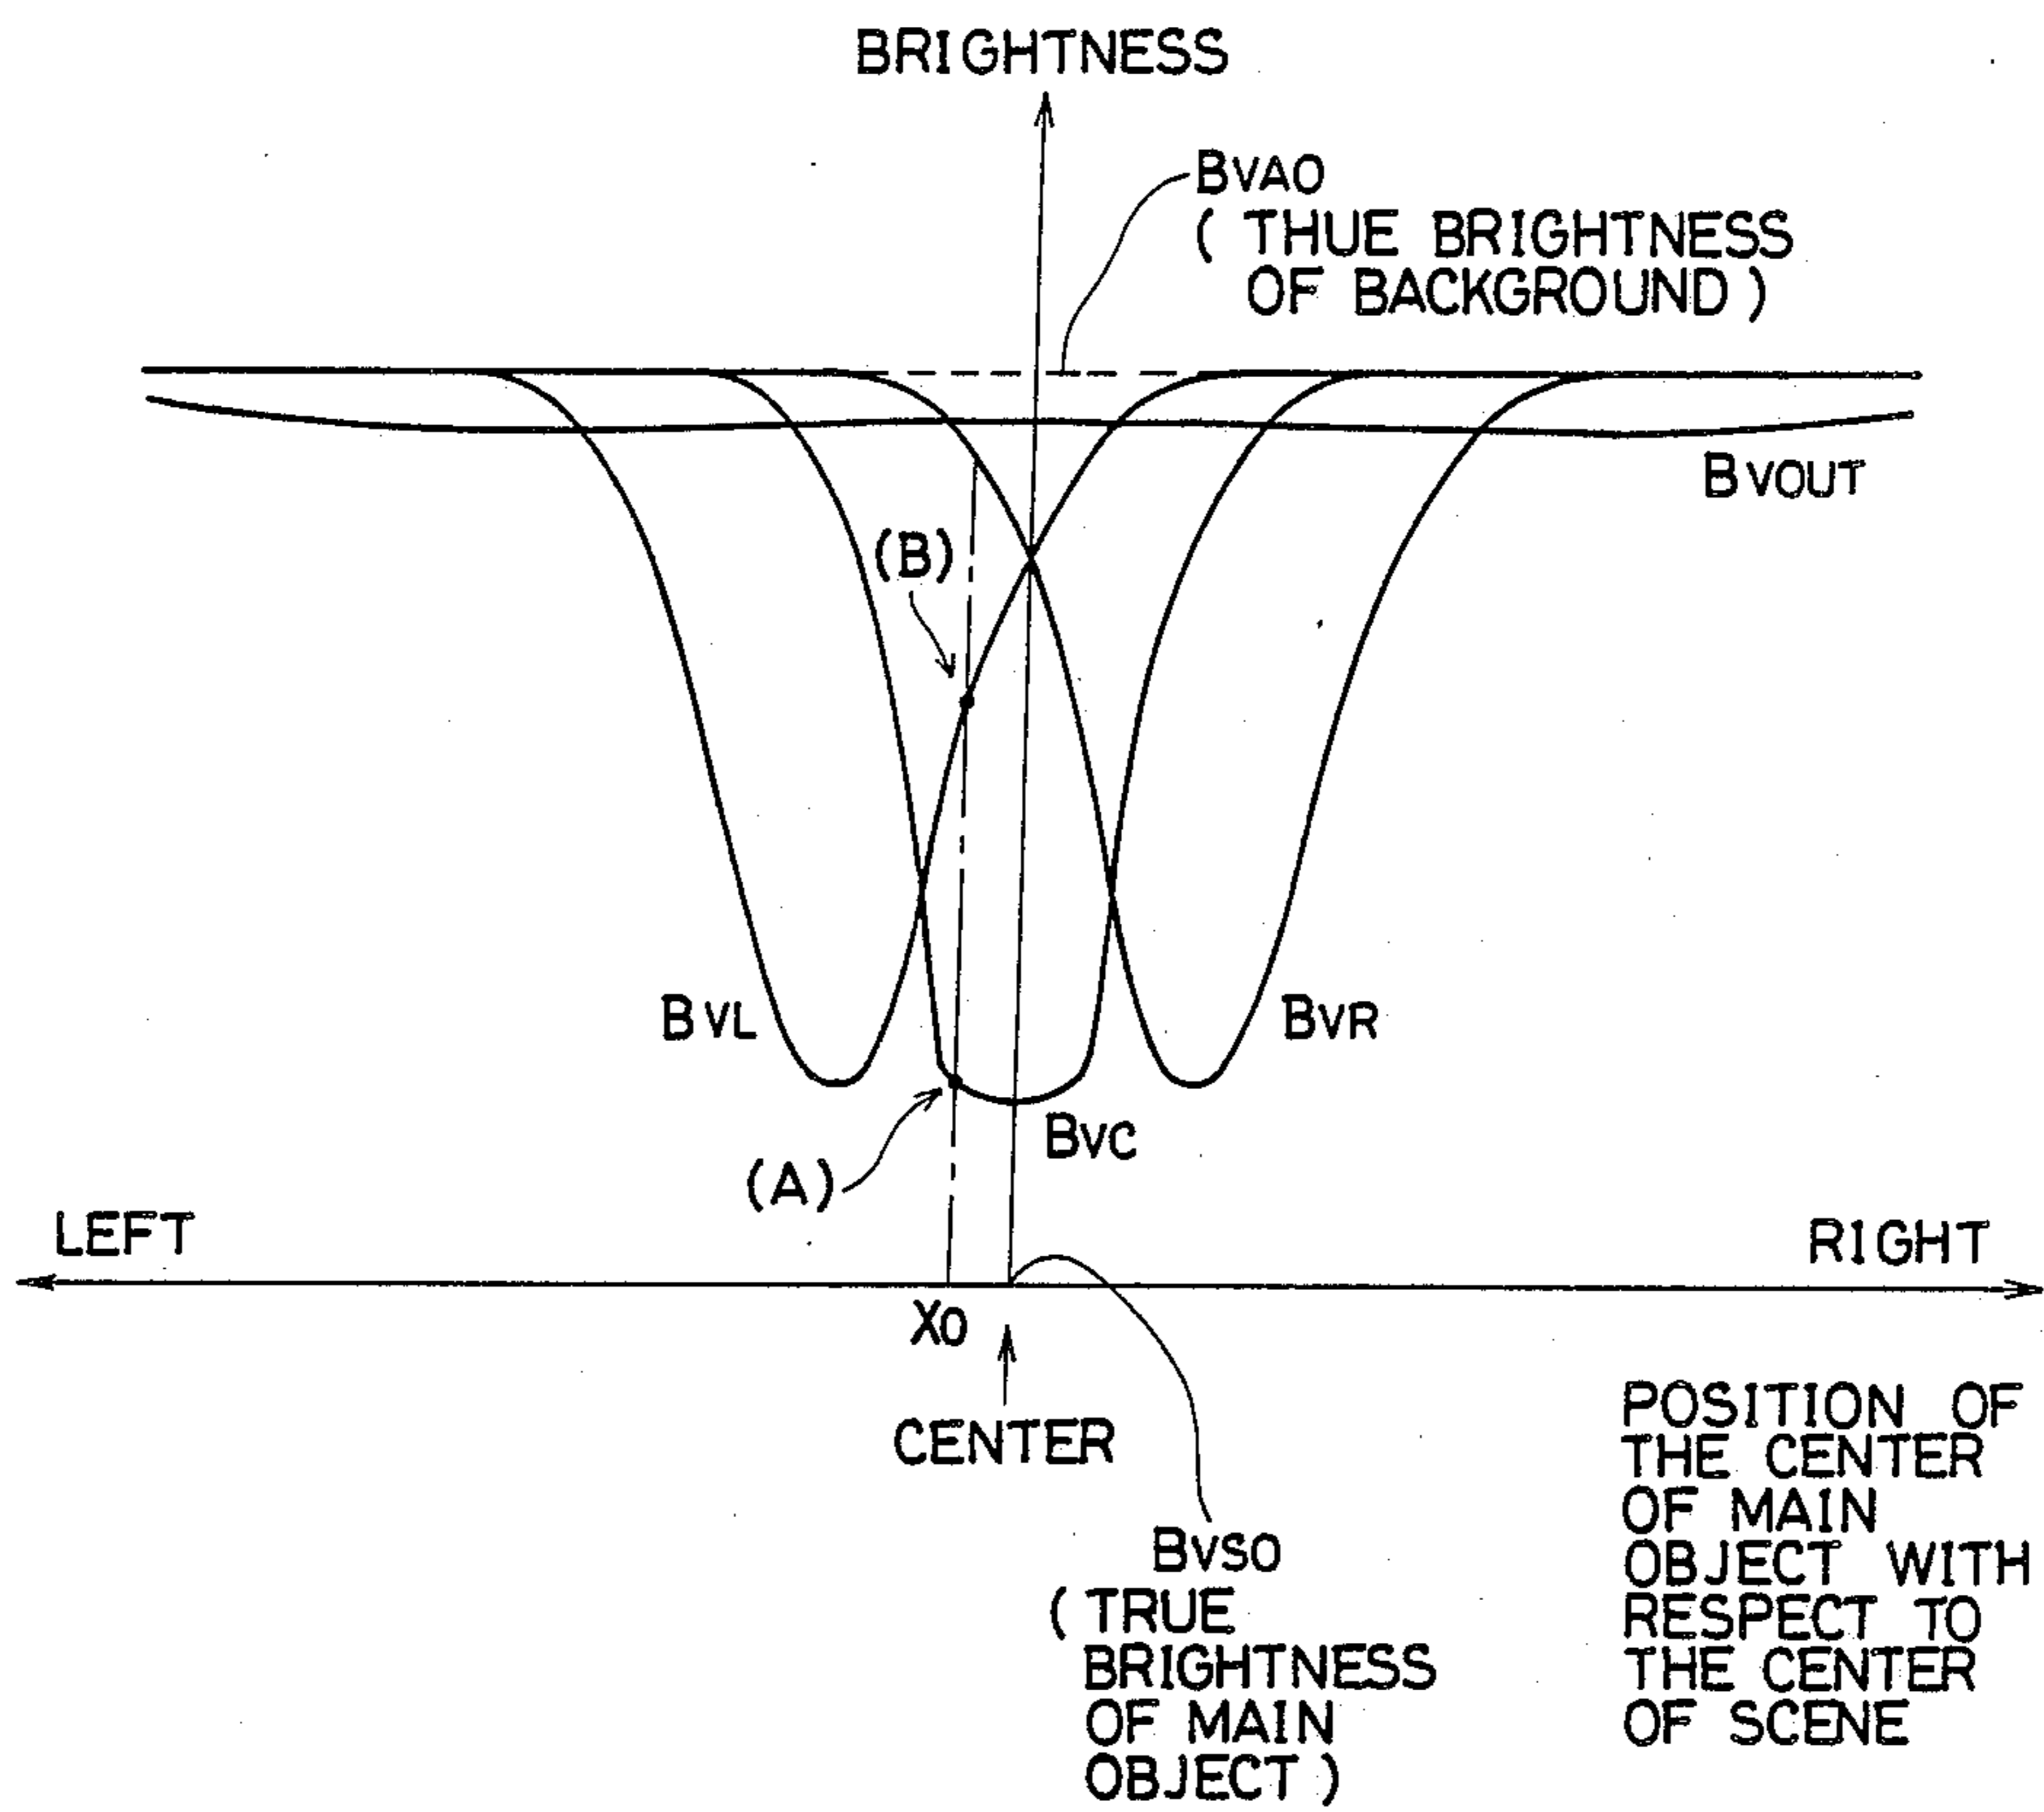 BRIGHTNESS
BVAO
( THUE BRIGHTNESS
OF BACKGROUND )
BVOUT
(B)
BVL
BVR
BVC
(A)
LEFT
RIGHT
XO
CENTER
BVSO
( TRUE
BRIGHTNESS
OF MAIN
OBJECT )
POSITION OF
THE CENTER
OF MAIN
OBJECT WITH
RESPECT TO
THE CENTER
OF SCENE